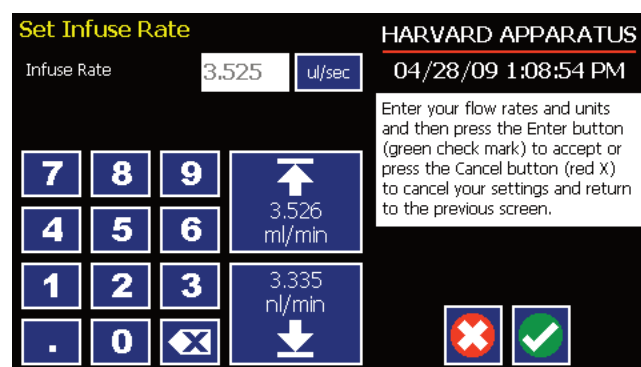 Set Infuse Rate
HARVARD APPARATUS
Infuse Rate 3.525 ul/sec
04/28/09 1:08:54 PM
Enter your flow rates and units
and then press the Enter button
(green check mark) to accept or
press the Cancel button (red X)
to cancel your settings and return
to the previous screen.
7 8 9
3.526
ml/min
4 5 6
1 2 3
3.335
nl/min
. 0